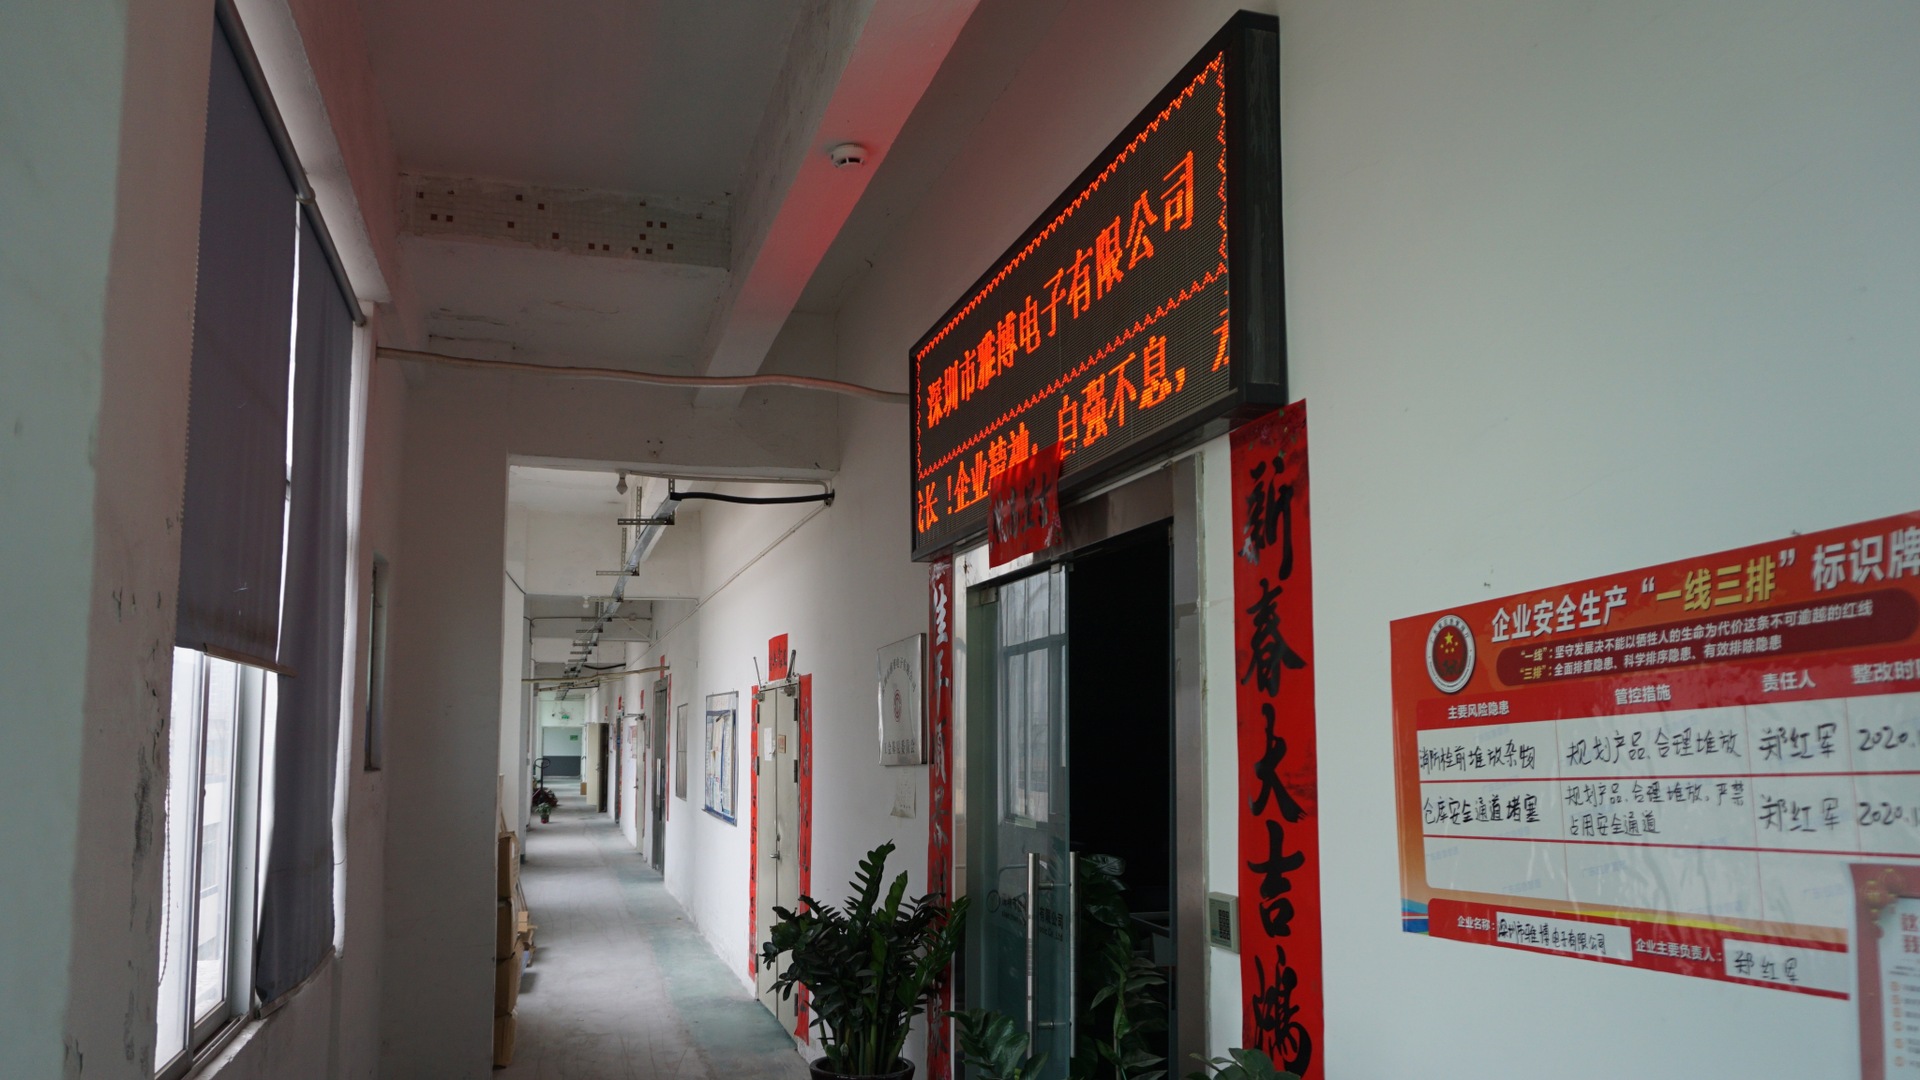 深圳市雅博电子有限公司
长！企业精神：自强不息，
新春大吉鸿
企业安全生产“一线三排”标识牌
“一线”：坚守发展决不能以牺牲人的生命为代价这条不可逾越的红线
“三排”：全面排查隐患、科学排序隐患、有效排除隐患
主要风险隐患 管控措施 责任人 整改时
消防栓前堆放杂物 规划产品、合理堆放 郑红军 2020.
仓库安全通道堵塞 规划产品、合理堆放、严禁占用安全通道 郑红军 2020.1
企业名称：深圳市雅博电子有限公司 企业主要负责人：郑红军